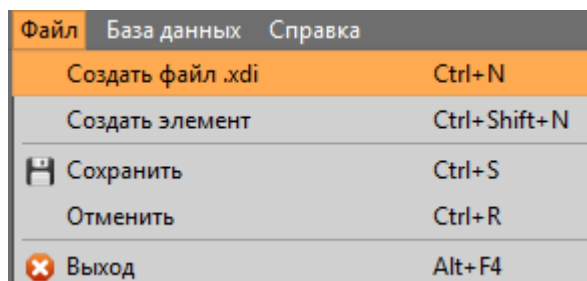 Файл База данных Справка
Создать файл .xdi Ctrl+N
Создать элемент Ctrl+Shift+N
Сохранить Ctrl+S
Отменить Ctrl+R
Выход Alt+F4